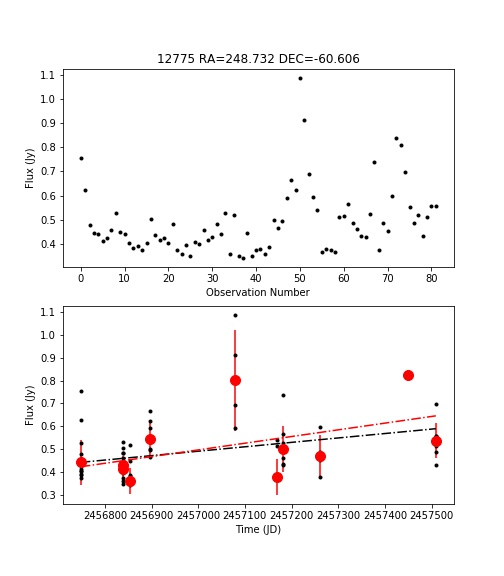 12775 RA=248.732 DEC=-60.606
1.1
1.0
0.9
0.8
0.7
0.6
0.5
0.4
Flux (Jy)
0 10 20 30 40 50 60 70 80
Observation Number
1.1
1.0
0.9
0.8
0.7
0.6
0.5
0.4
0.3
Flux (Jy)
2456800 2456900 2457000 2457100 2457200 2457300 2457400 2457500
Time (JD)